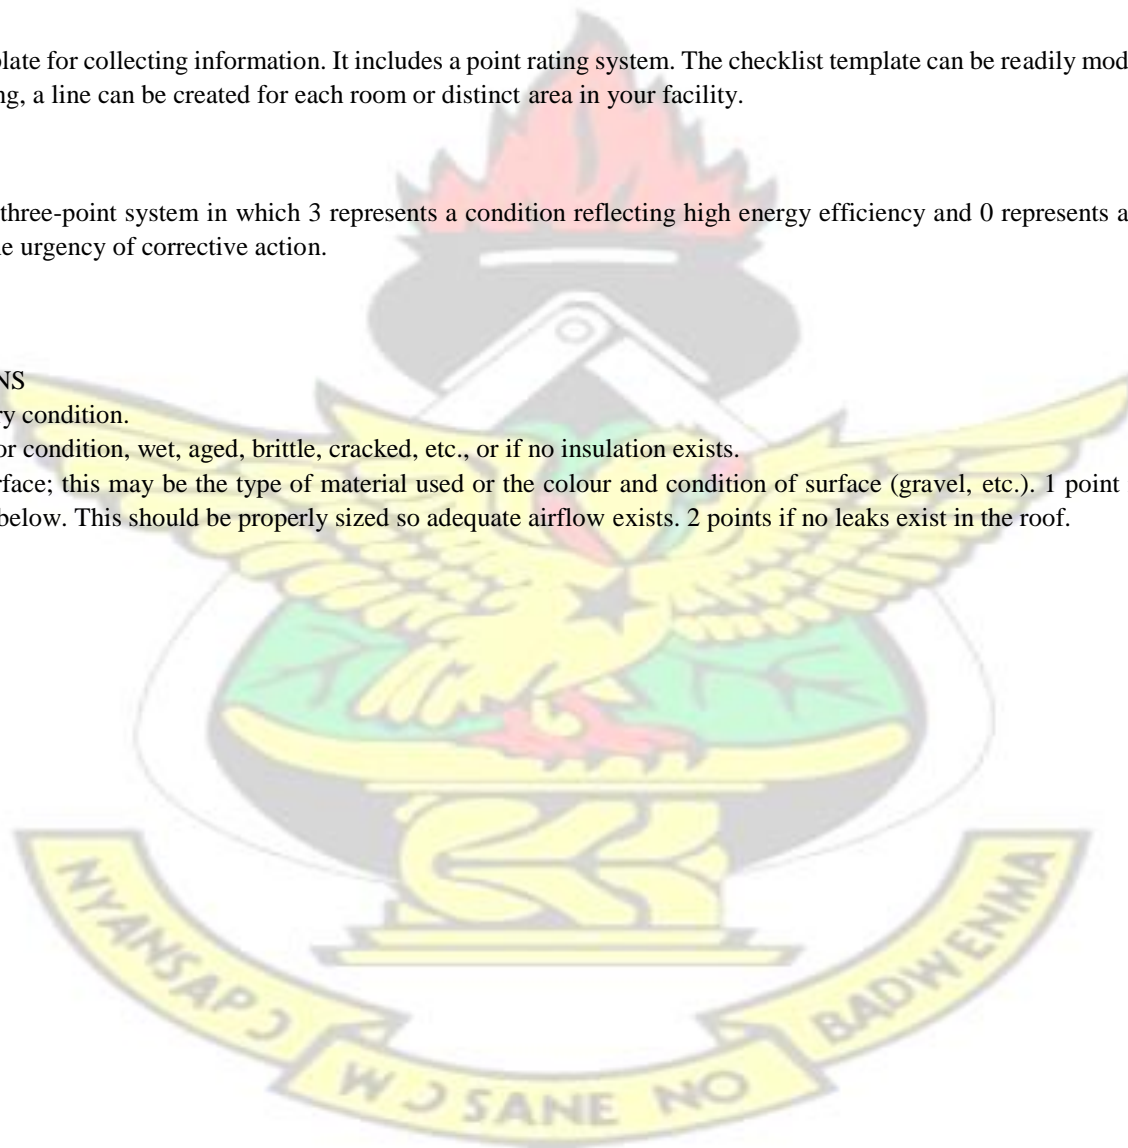 plate for collecting information. It includes a point rating system. The checklist template can be readily mod
ng, a line can be created for each room or distinct area in your facility.
three-point system in which 3 represents a condition reflecting high energy efficiency and 0 represents a
e urgency of corrective action.
NS
ry condition.
or condition, wet, aged, brittle, cracked, etc., or if no insulation exists.
rface; this may be the type of material used or the colour and condition of surface (gravel, etc.). 1 point
below. This should be properly sized so adequate airflow exists. 2 points if no leaks exist in the roof.
NYANSAPƆ WƆSANE NO BADWENMA